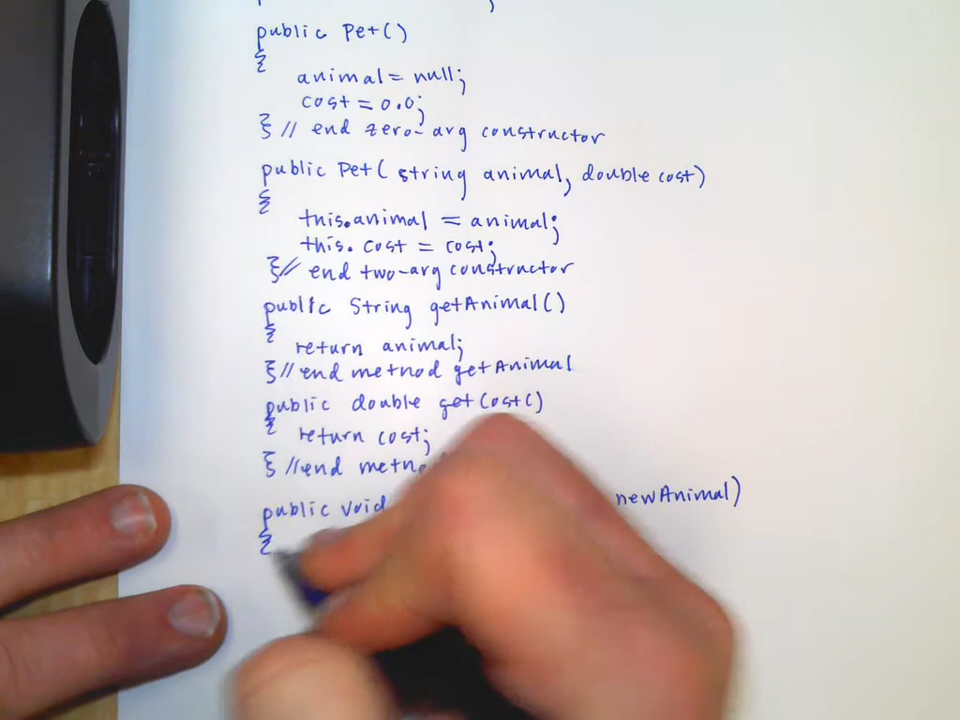 public Pet()
{
animal = null;
cost = 0.0;
} // end zero-arg constructor
public Pet( string animal, double cost)
{
this.animal = animal;
this. cost = cost;
} // end two-arg constructor
public String getAnimal()
{
return animal;
} // end method getAnimal
public double getCost()
{
return cost;
} // end
public void newAnimal)
{